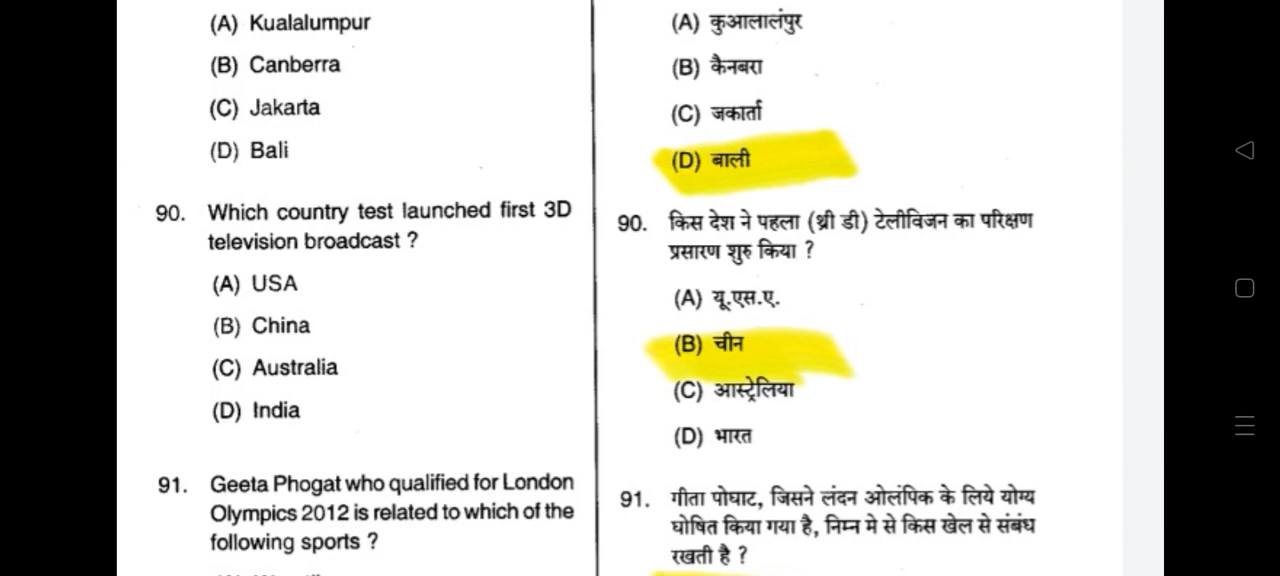 (A) Kualalumpur
(B) Canberra
(C) Jakarta
(D) Bali
90. Which country test launched first 3D
television broadcast ?
(A) USA
(B) China
(C) Australia
(D) India
91. Geeta Phogat who qualified for London
Olympics 2012 is related to which of the
following sports ?
(A) कुआलालंपुर
(B) कैनबरा
(C) जकार्ता
(D) बाली
90. किस देश ने पहला (थ्री डी) टेलीविजन का परिक्षण
प्रसारण शुरु किया ?
(A) यू.एस.ए.
(B) चीन
(C) आस्ट्रेलिया
(D) भारत
91. गीता पोघाट, जिसने लंदन ओलंपिक के लिये योग्य
घोषित किया गया है, निम्न मे से किस खेल से संबंध
रखती है ?